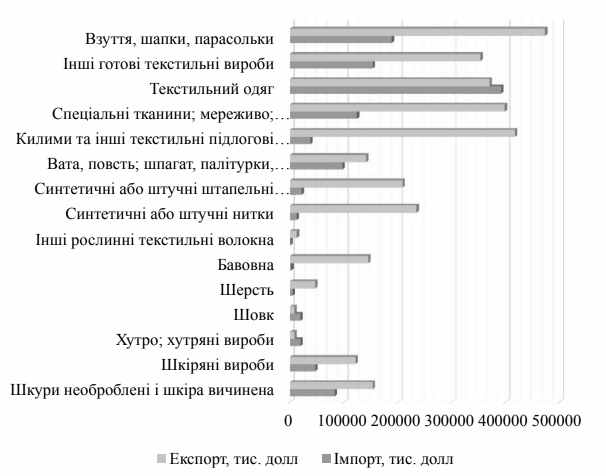 Взуття, шапки, парасольки
Інші готові текстильні вироби
Текстильний одяг
Спеціальні тканини; мереживо;…
Килими та інші текстильні підлогові…
Вата, повсть; шпагат, палітурки,…
Синтетичні або штучні штапельні…
Синтетичні або штучні нитки
Інші рослинні текстильні волокна
Бавовна
Шерсть
Шовк
Хутро; хутряні вироби
Шкіряні вироби
Шкури необроблені і шкіра вичинена
0 100000 200000 300000 400000 500000
Експорт, тис. долл Імпорт, тис. долл